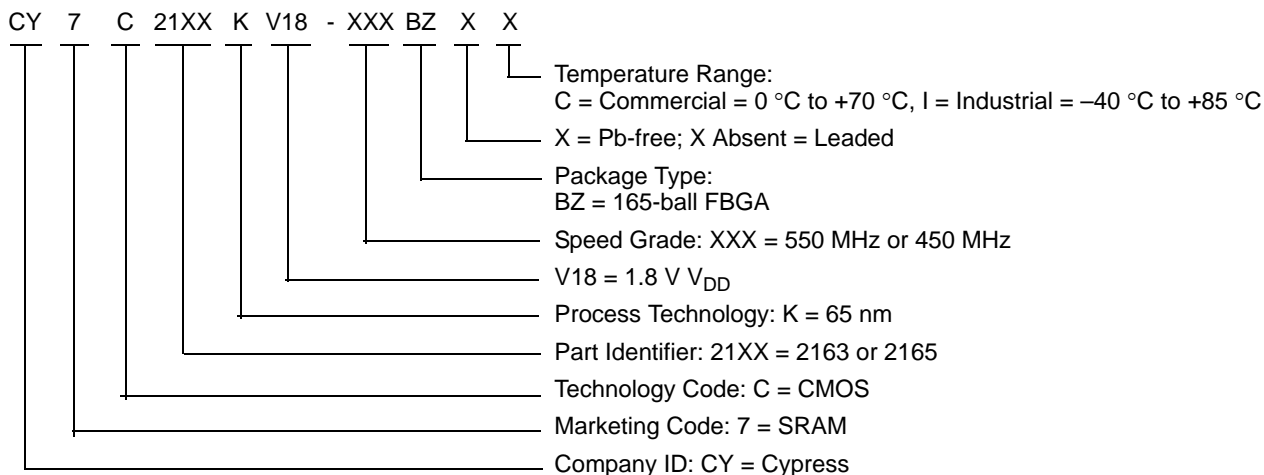 CY 7 C 21XX K V18 - XXX BZ X X
Temperature Range:
C = Commercial = 0 °C to +70 °C, I = Industrial = –40 °C to +85 °C
X = Pb-free; X Absent = Leaded
Package Type:
BZ = 165-ball FBGA
Speed Grade: XXX = 550 MHz or 450 MHz
V18 = 1.8 V VDD
Process Technology: K = 65 nm
Part Identifier: 21XX = 2163 or 2165
Technology Code: C = CMOS
Marketing Code: 7 = SRAM
Company ID: CY = Cypress